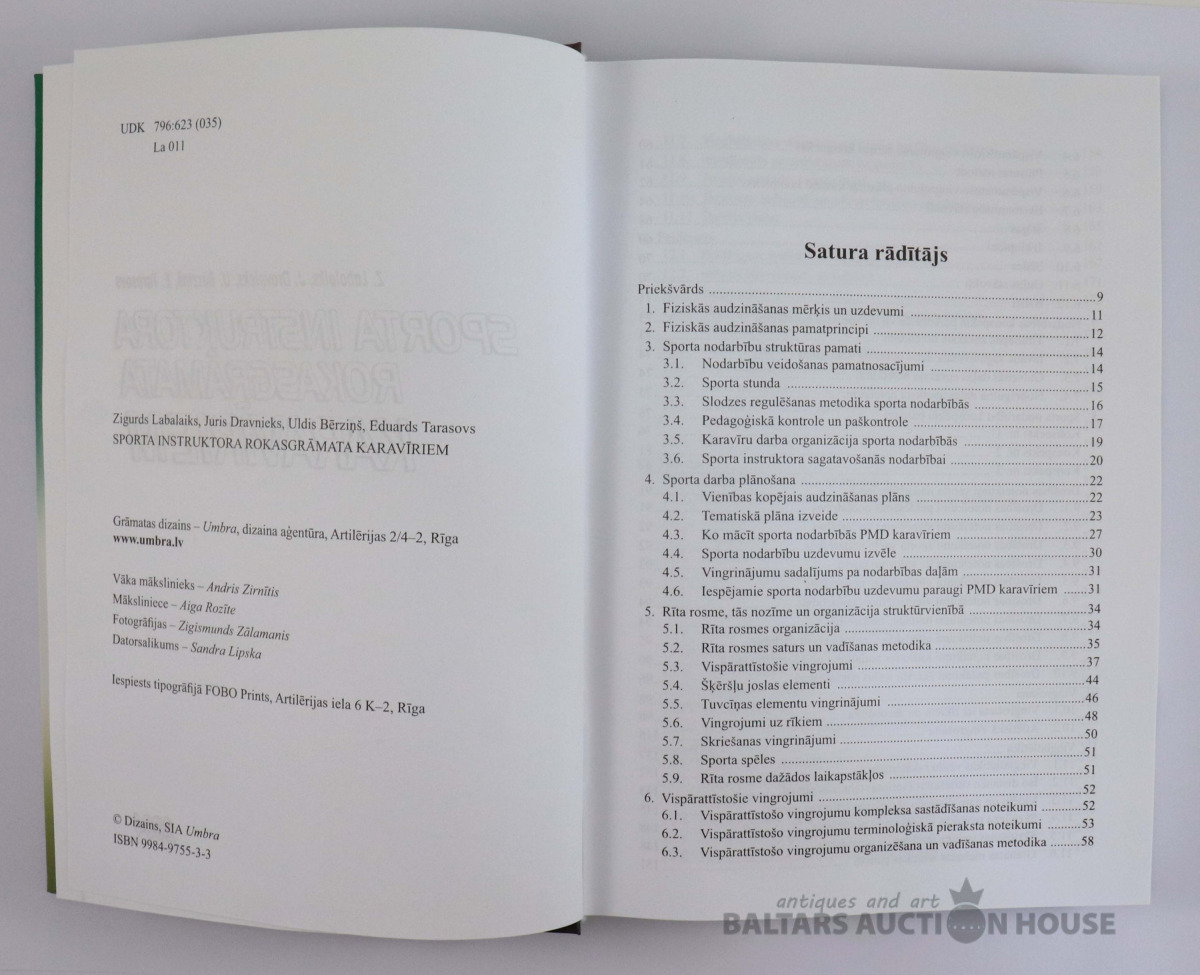 UDK 796:623 (035)
La 011
Zigurds Labalaiks, Juris Dravnieks, Uldis Bērziņš, Eduards Tarasovs
SPORTA INSTRUKTORA ROKASGRĀMATA KARAVĪRIEM
Grāmatas dizains – Umbra, dizaina aģentūra, Artilērijas 2/4–2, Rīga
www.umbra.lv
Vāka mākslinieks – Andris Zirnītis
Māksliniece – Aiga Rozīte
Fotogrāfijas – Zigismunds Zālamanis
Datorsalikums – Sandra Lipska
Iespiests tipogrāfijā FOBO Prints, Artilērijas iela 6 K–2, Rīga
© Dizains, SIA Umbra
ISBN 9984-9755-3-3
Satura rādītājs
Priekšvārds 9
1. Fiziskās audzināšanas mērķis un uzdevumi 11
2. Fiziskās audzināšanas pamatprincipi 12
3. Sporta nodarbību struktūras pamati 14
3.1. Nodarbību veidošanas pamatnosacījumi 14
3.2. Sporta stunda 15
3.3. Slodzes regulēšanas metodika sporta nodarbībās 16
3.4. Pedagoģiskā kontrole un paškontrole 17
3.5. Karavīru darba organizācija sporta nodarbībās 19
3.6. Sporta instruktora sagatavošanās nodarbībai 20
4. Sporta darba plānošana 22
4.1. Vienības kopējais audzināšanas plāns 22
4.2. Tematiskā plāna izveide 23
4.3. Ko mācīt sporta nodarbībās PMD karavīriem 27
4.4. Sporta nodarbību uzdevumu izvēle 30
4.5. Vingrinājumu sadalījums pa nodarbības daļām 31
4.6. Iespējamie sporta nodarbību uzdevumu paraugi PMD karavīriem 31
5. Rīta rosme, tās nozīme un organizācija struktūrvienībā 34
5.1. Rīta rosmes organizācija 34
5.2. Rīta rosmes saturs un vadīšanas metodika 35
5.3. Vispārattīstošie vingrojumi 37
5.4. Šķēršļu joslas elementi 44
5.5. Tuvcīņas elementu vingrinājumi 46
5.6. Vingrojumi uz rīkiem 48
5.7. Skriešanas vingrinājumi 50
5.8. Sporta spēles 51
5.9. Rīta rosme dažādos laikapstākļos 51
6. Vispārattīstošie vingrojumi 52
6.1. Vispārattīstošo vingrojumu kompleksa sastādīšanas noteikumi 52
6.2. Vispārattīstošo vingrojumu terminoloģiskā pieraksta noteikumi 53
6.3. Vispārattīstošo vingrojumu organizēšana un vadīšanas metodika 58
antiques and art
BALTARS AUCTION HOUSE